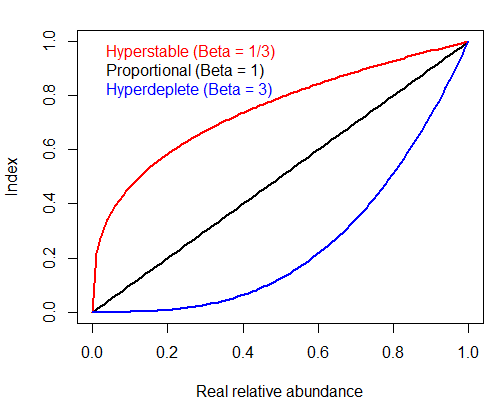 Hyperstable (Beta = 1/3)
Proportional (Beta = 1)
Hyperdeplete (Beta = 3)
1.0
0.8
0.6
0.4
0.2
0.0
Index
0.0 0.2 0.4 0.6 0.8 1.0
Real relative abundance